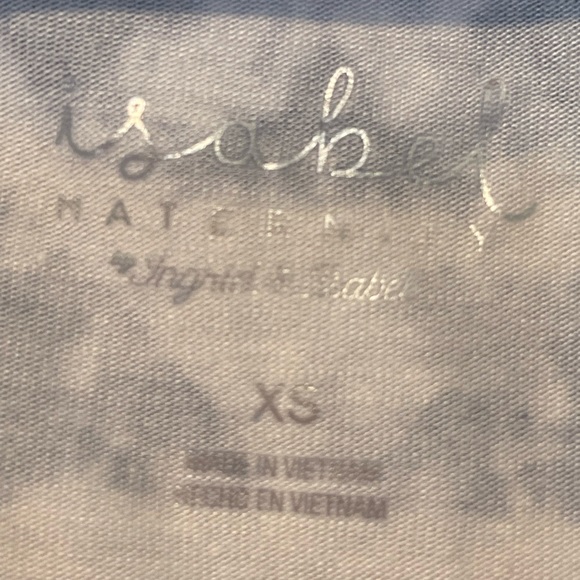 isabel
MATERNITY
by Ingrid & Isabel
XS
MADE IN VIETNAM
HECHO EN VIETNAM